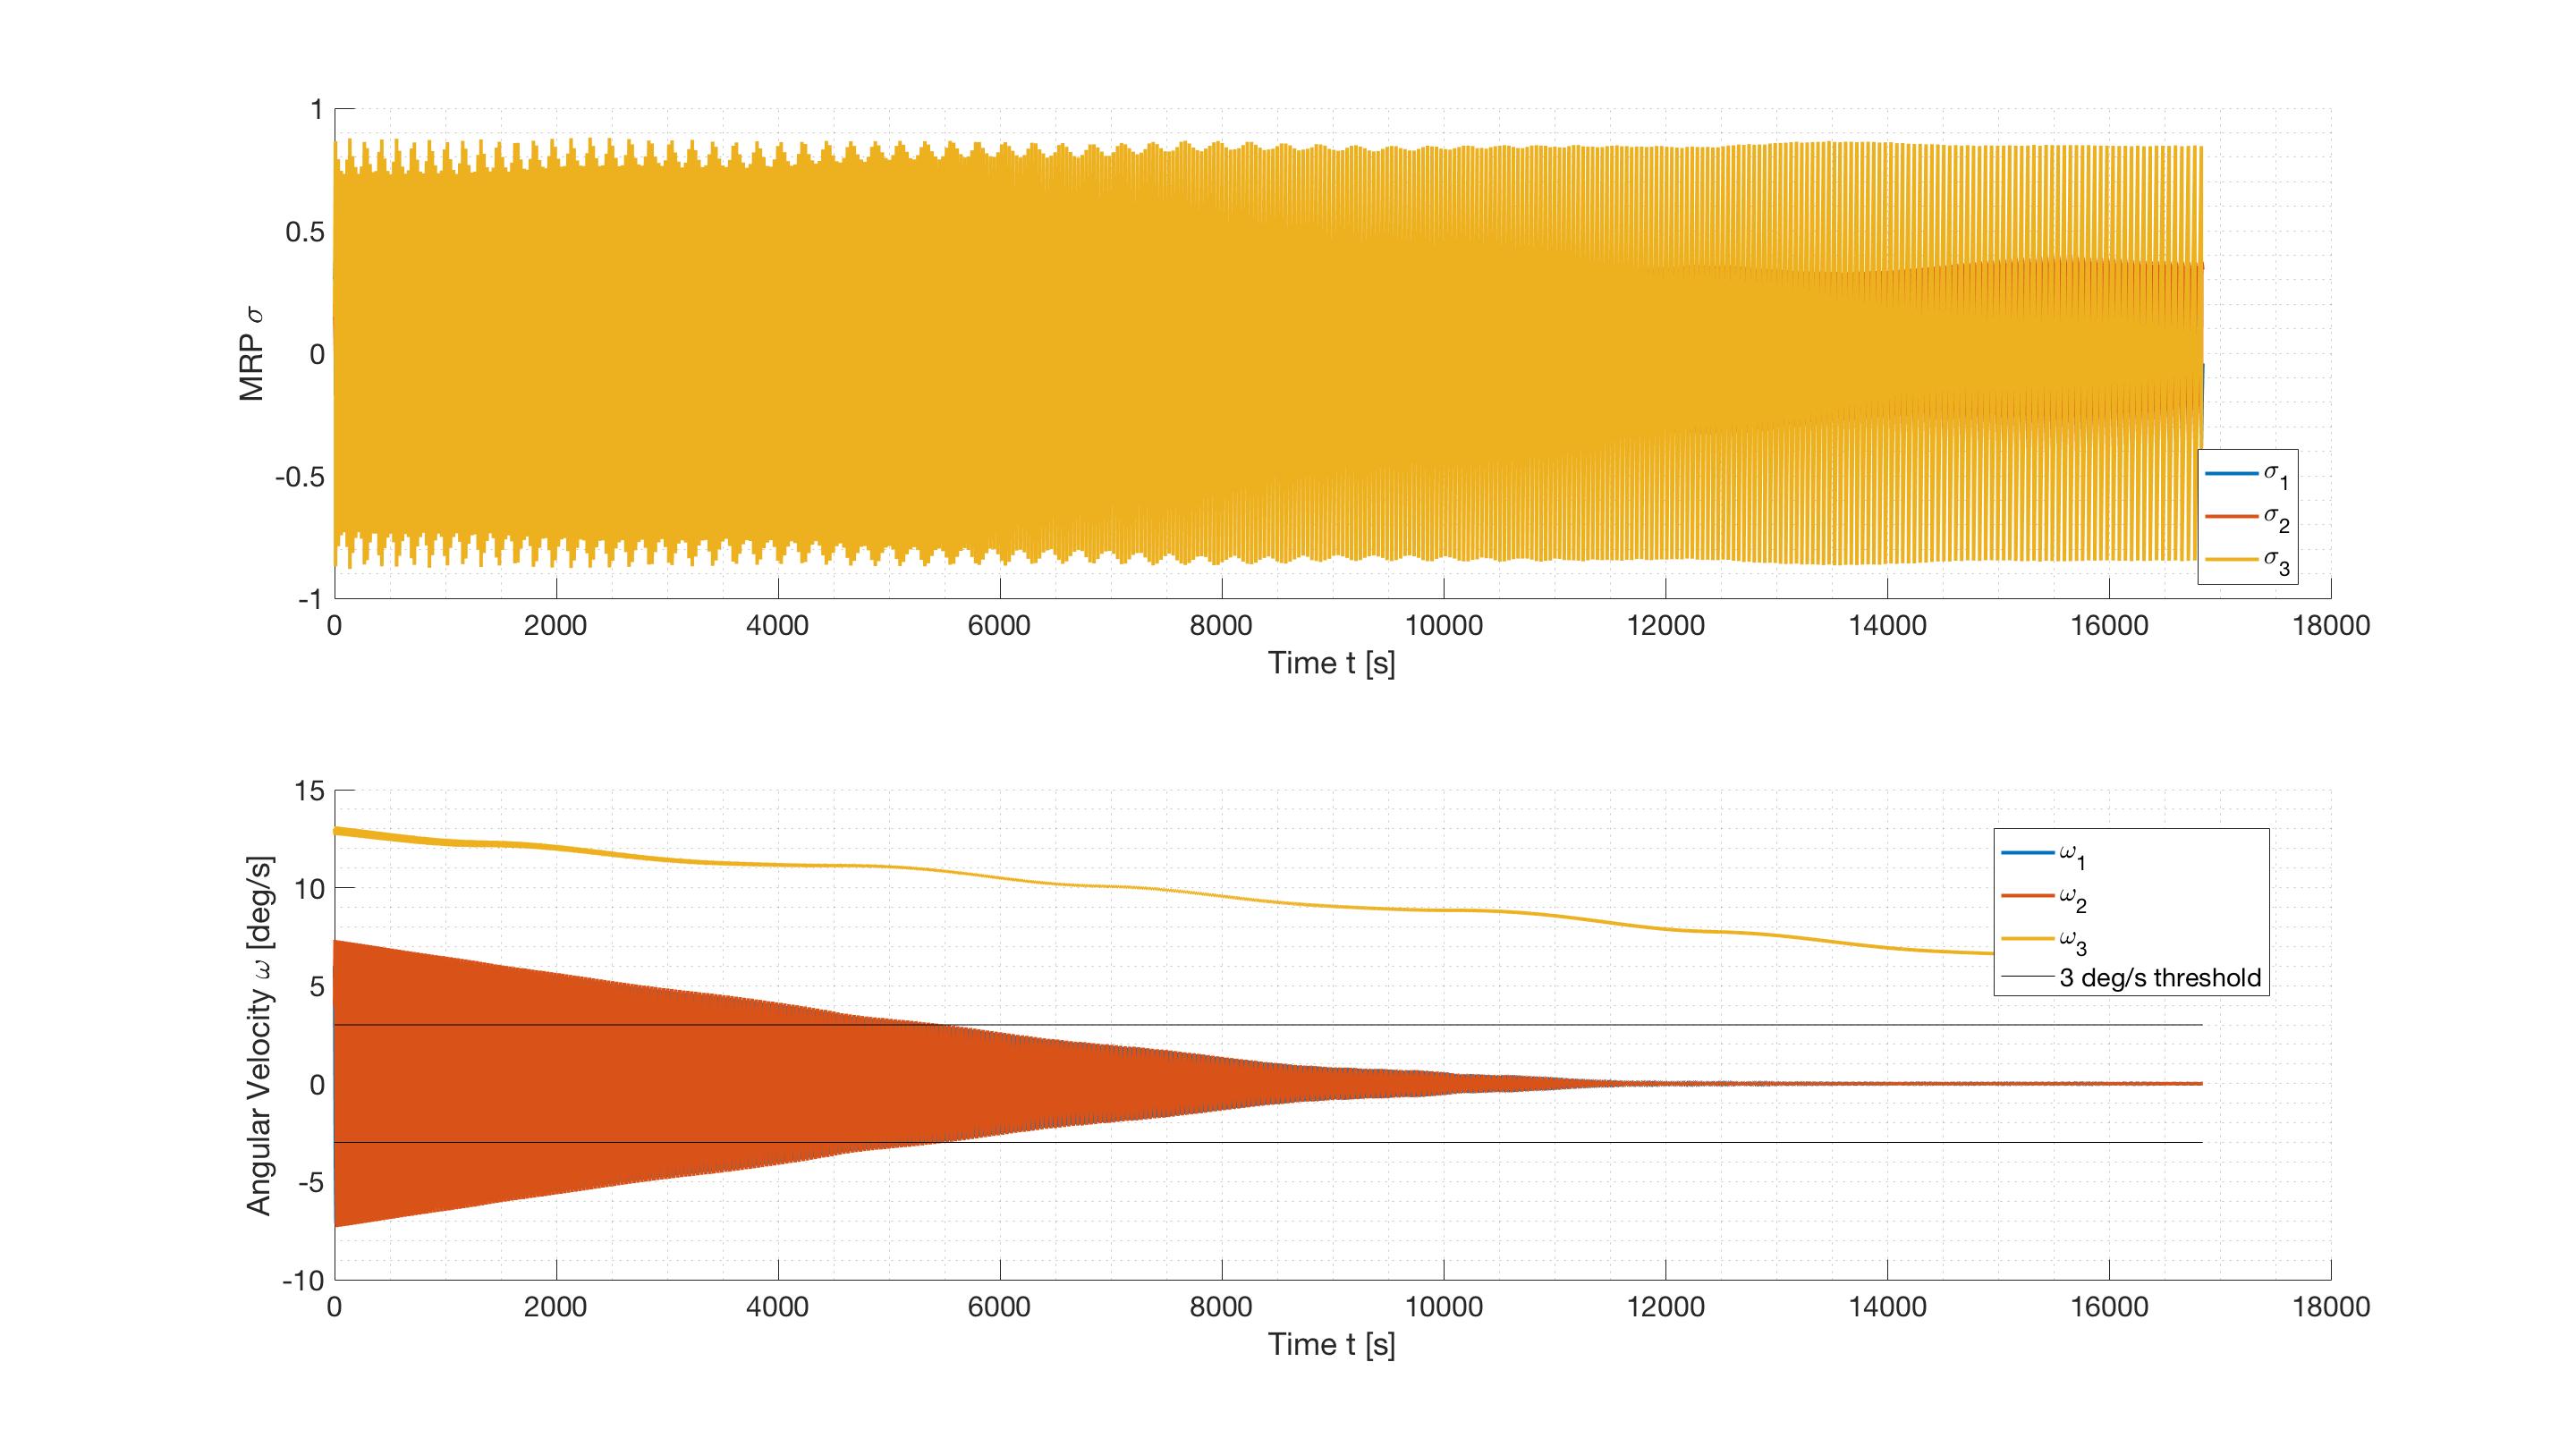 1
0.5
0
-0.5
-1
MRP σ
0 2000 4000 6000 8000 10000 12000 14000 16000 18000
Time t [s]
σ1
σ2
σ3
15
10
5
0
-5
-10
Angular Velocity ω [deg/s]
0 2000 4000 6000 8000 10000 12000 14000 16000 18000
Time t [s]
ω1
ω2
ω3
3 deg/s threshold